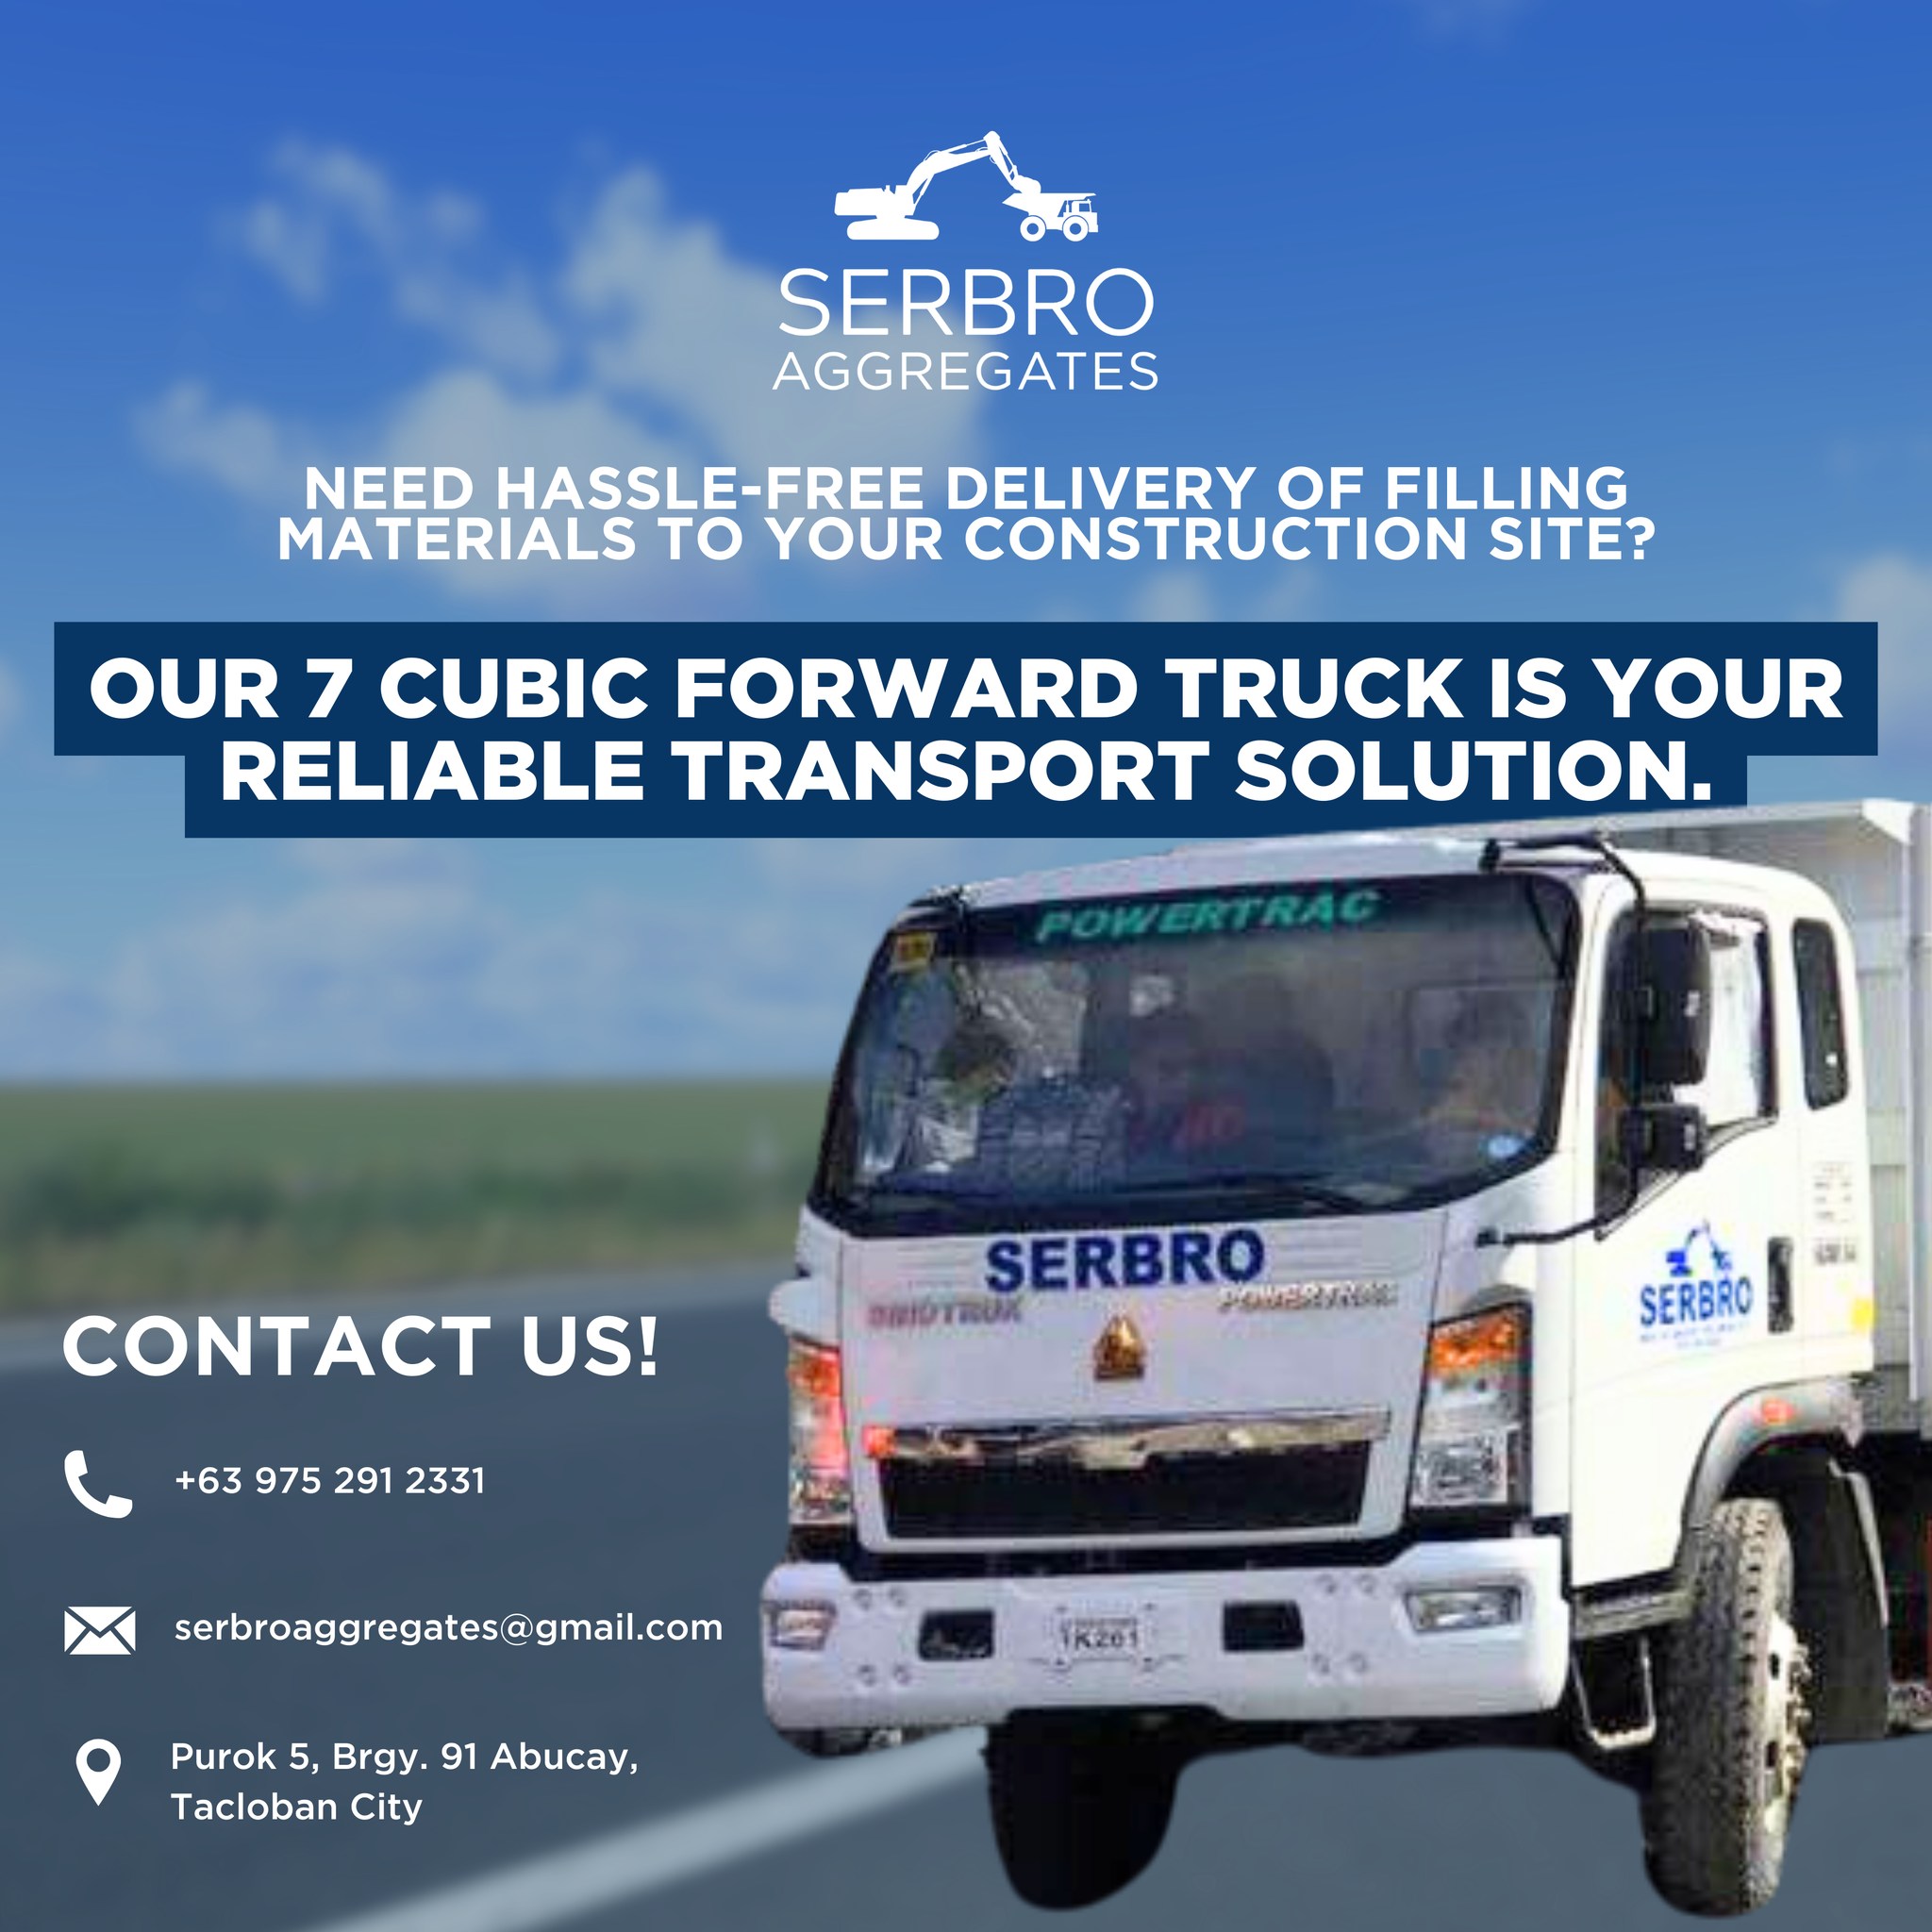 SERBRO
AGGREGATES
NEED HASSLE-FREE DELIVERY OF FILLING
MATERIALS TO YOUR CONSTRUCTION SITE?
OUR 7 CUBIC FORWARD TRUCK IS YOUR
RELIABLE TRANSPORT SOLUTION.
POWERTRAC
SERBRO
SINOTRUK
POWERTRAC
SERBRO
CONTACT US!
+63 975 291 2331
serbroaggregates@gmail.com
Purok 5, Brgy. 91 Abucay,
Tacloban City